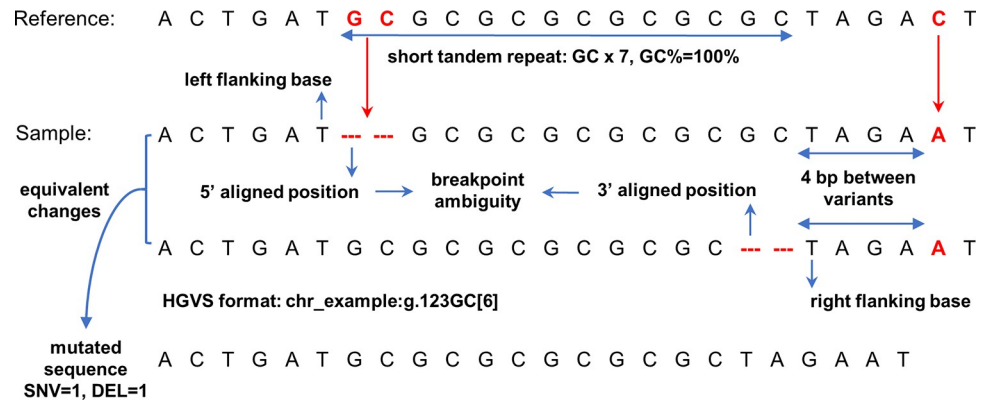 Reference: A C T G A T G C G C G C G C G C G C G C T A G A C T
short tandem repeat: GC x 7, GC%=100%
left flanking base
Sample: A C T G A T --- --- G C G C G C G C G C G C T A G A A T
equivalent
changes
5’ aligned position
breakpoint
ambiguity
3’ aligned position
4 bp between
variants
A C T G A T G C G C G C G C G C G C --- --- T A G A A T
HGVS format: chr_example:g.123GC[6]
right flanking base
mutated
sequence
SNV=1, DEL=1
A C T G A T G C G C G C G C G C G C T A G A A T